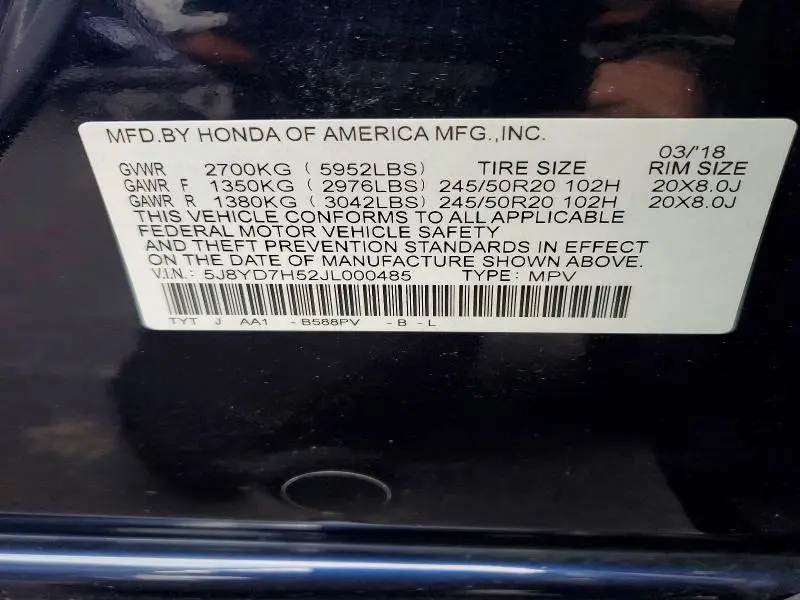 MFD.BY HONDA OF AMERICA MFG.,INC.
03/'18
GVWR 2700KG (5952LBS) TIRE SIZE RIM SIZE
GAWR F 1350KG (2976LBS) 245/50R20 102H 20X8.0J
GAWR R 1380KG (3042LBS) 245/50R20 102H 20X8.0J
THIS VEHICLE CONFORMS TO ALL APPLICABLE
FEDERAL MOTOR VEHICLE SAFETY
AND THEFT PREVENTION STANDARDS IN EFFECT
ON THE DATE OF MANUFACTURE SHOWN ABOVE.
V.I.N.: 5J8YD7H52JL000485 TYPE: MPV
TYT J AA1 -B588PV -B -L